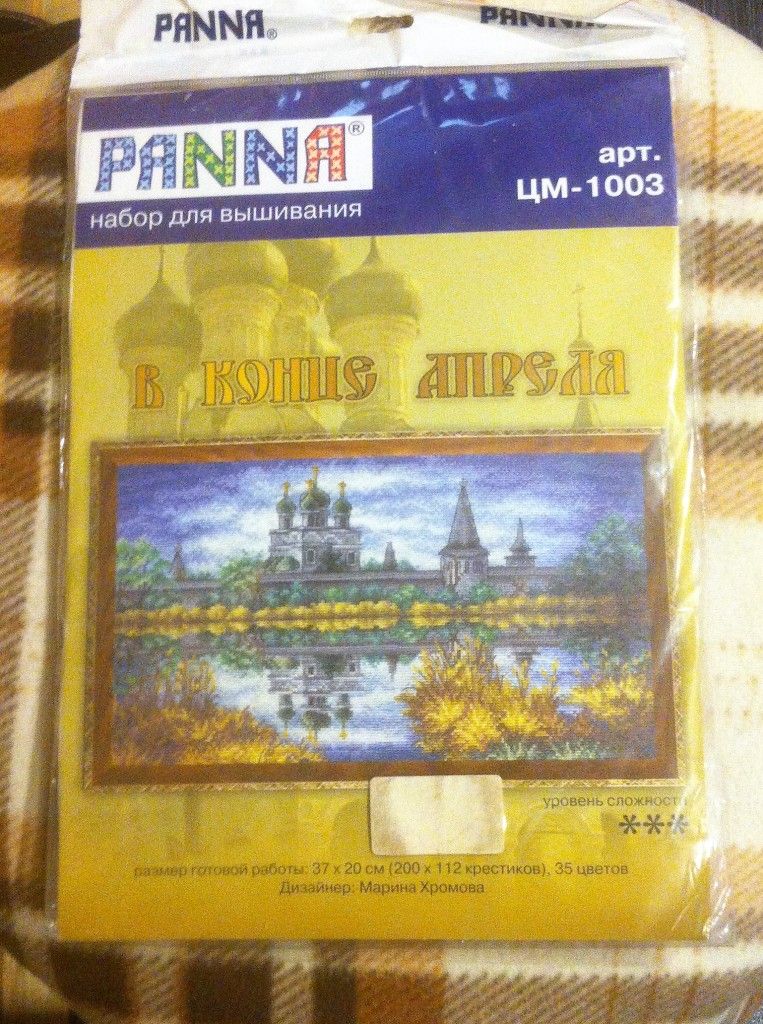 PANNA®
PANNA
PANNA®
набор для вышивания
арт.
ЦМ-1003
В КОНЦЕ АПРЕЛЯ
уровень сложности
***
размер готовой работы: 37 x 20 см (200 x 112 крестиков), 35 цветов
Дизайнер: Марина Хромова